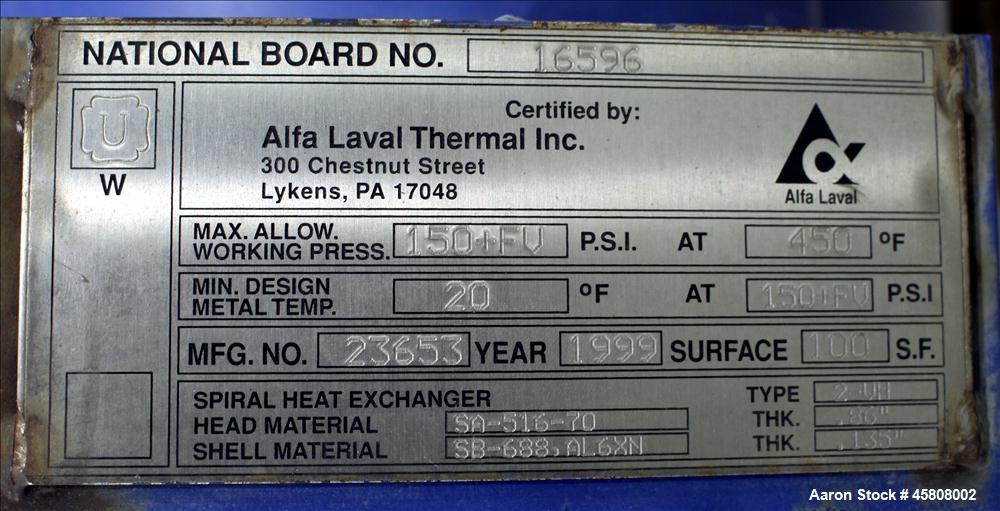 NATIONAL BOARD NO. 16596
U
W
Certified by:
Alfa Laval Thermal Inc.
300 Chestnut Street
Lykens, PA 17048
Alfa Laval
MAX. ALLOW. WORKING PRESS. 150+FV P.S.I. AT 450 °F
MIN. DESIGN METAL TEMP. 20 °F AT 150+FV P.S.I
MFG. NO. 23653 YEAR 1999 SURFACE 100 S.F.
SPIRAL HEAT EXCHANGER TYPE
HEAD MATERIAL SA-516-70 THK. .86"
SHELL MATERIAL SB-688,AL6XN THK. .135"
Aaron Stock # 45808002